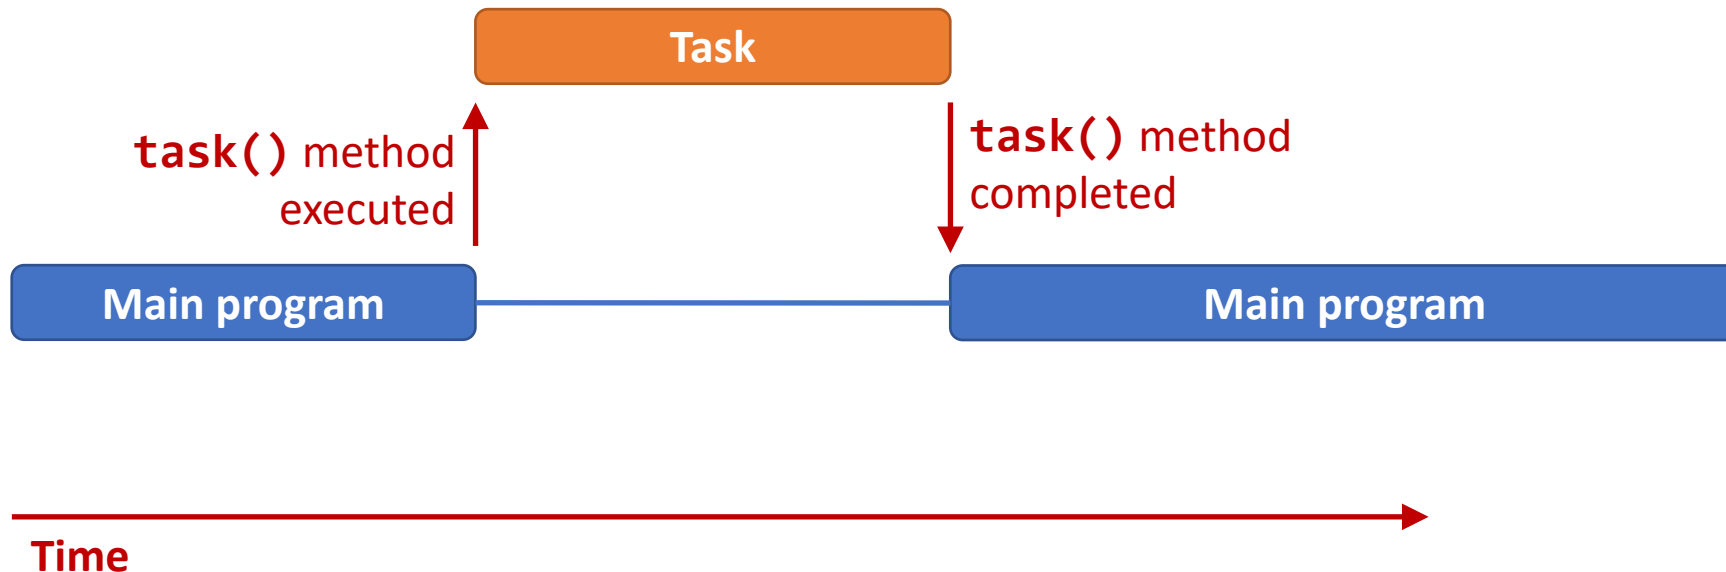 Task
task() method
executed
task() method
completed
Main program
Main program
Time